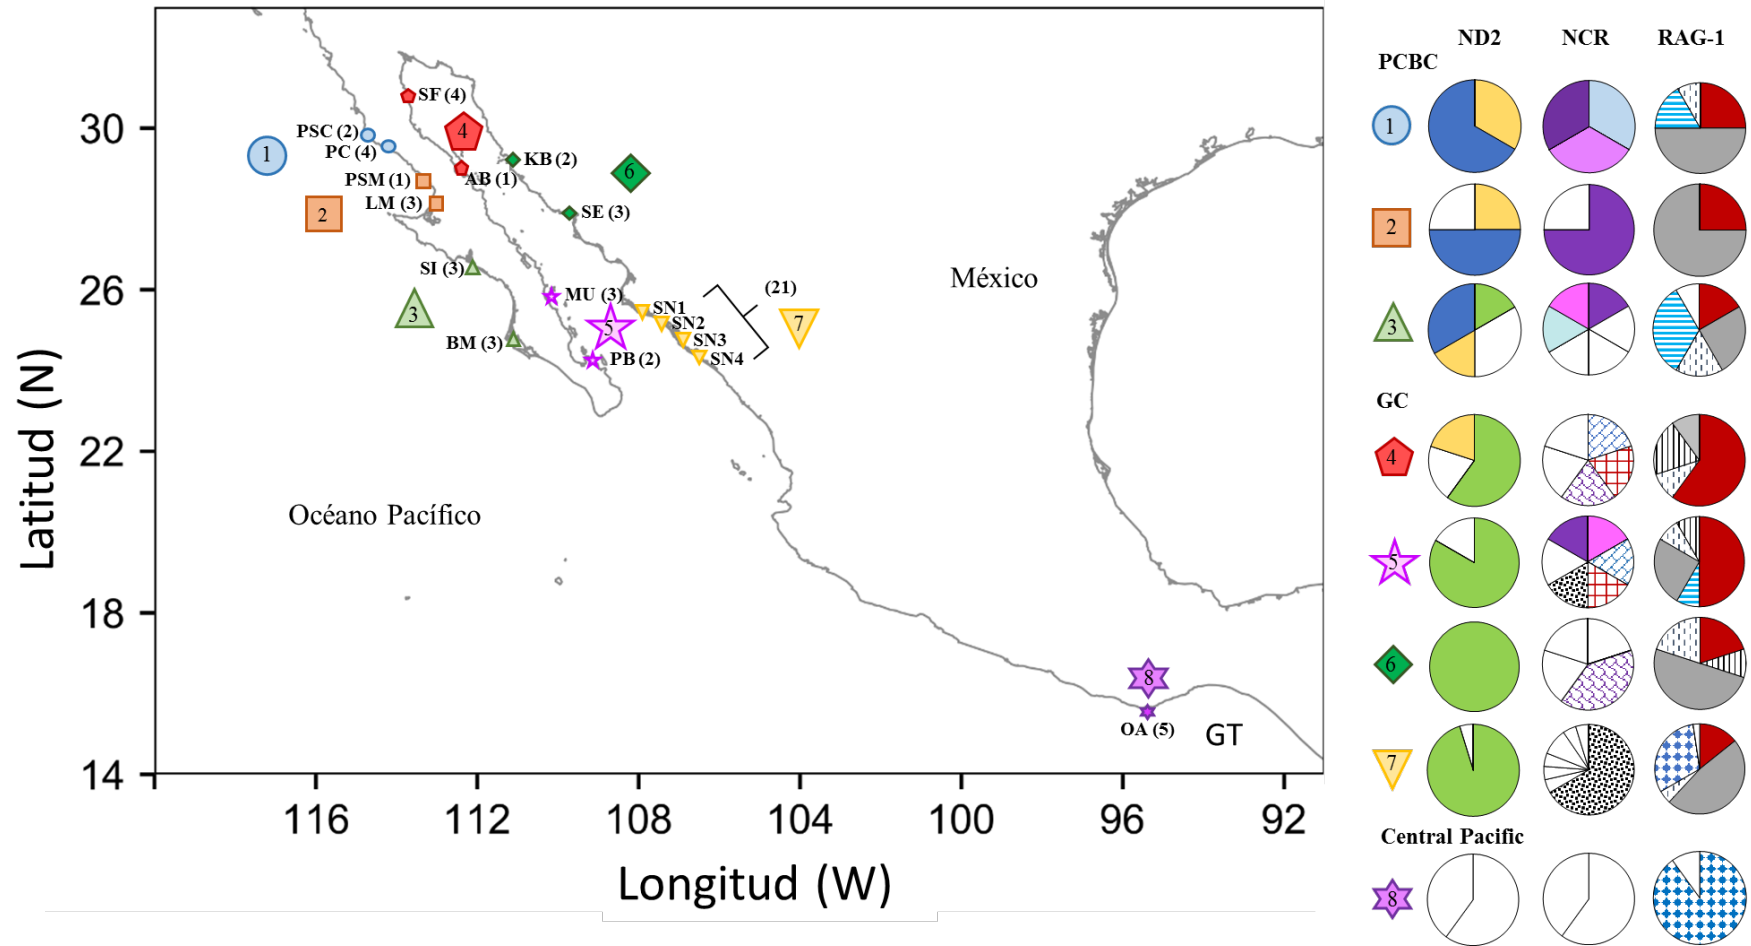 30
26
22
18
14
116
112
108
104
100
96
92
Latitud (N)
Longitud (W)
SF (4)
4
PSC (2)
PC (4)
1
KB (2)
6
PSM (1)
AB (1)
LM (3)
2
SE (3)
SI (3)
3
MU (3)
BM (3)
5
PB (2)
SN1
SN2
SN3
SN4
(21)
7
México
Océano Pacífico
8
OA (5)
GT
ND2 NCR RAG-1
PCBC
1
2
3
GC
4
5
6
7
Central Pacific
8